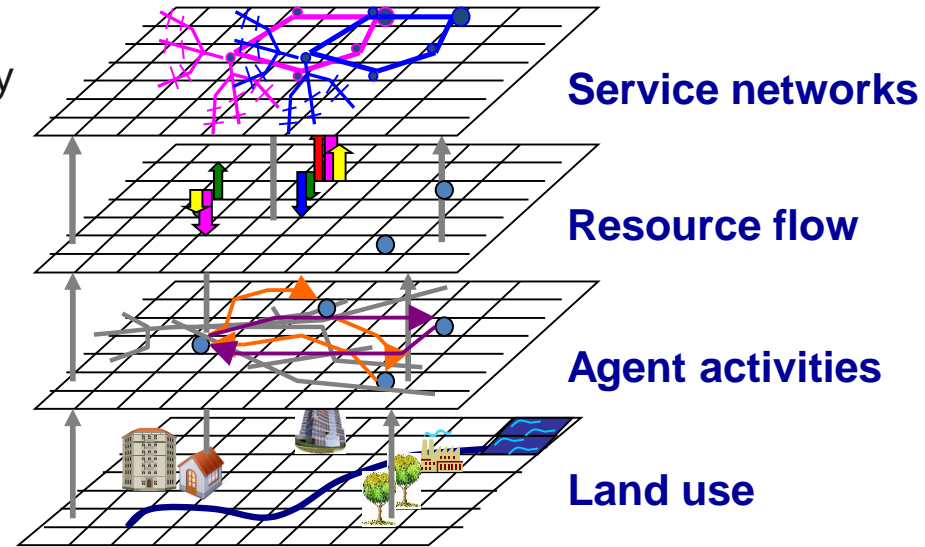 y
Service networks
Resource flow
Agent activities
Land use